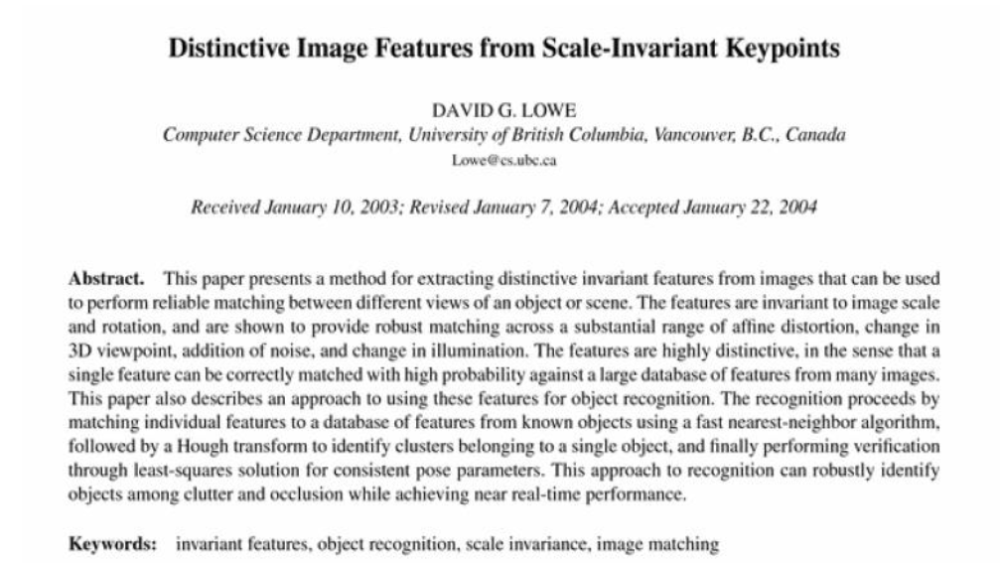 Distinctive Image Features from Scale-Invariant Keypoints
DAVID G. LOWE
Computer Science Department, University of British Columbia, Vancouver, B.C., Canada
Lowe@cs.ubc.ca
Received January 10, 2003; Revised January 7, 2004; Accepted January 22, 2004
Abstract. This paper presents a method for extracting distinctive invariant features from images that can be used
to perform reliable matching between different views of an object or scene. The features are invariant to image scale
and rotation, and are shown to provide robust matching across a substantial range of affine distortion, change in
3D viewpoint, addition of noise, and change in illumination. The features are highly distinctive, in the sense that a
single feature can be correctly matched with high probability against a large database of features from many images.
This paper also describes an approach to using these features for object recognition. The recognition proceeds by
matching individual features to a database of features from known objects using a fast nearest-neighbor algorithm,
followed by a Hough transform to identify clusters belonging to a single object, and finally performing verification
through least-squares solution for consistent pose parameters. This approach to recognition can robustly identify
objects among clutter and occlusion while achieving near real-time performance.
Keywords: invariant features, object recognition, scale invariance, image matching